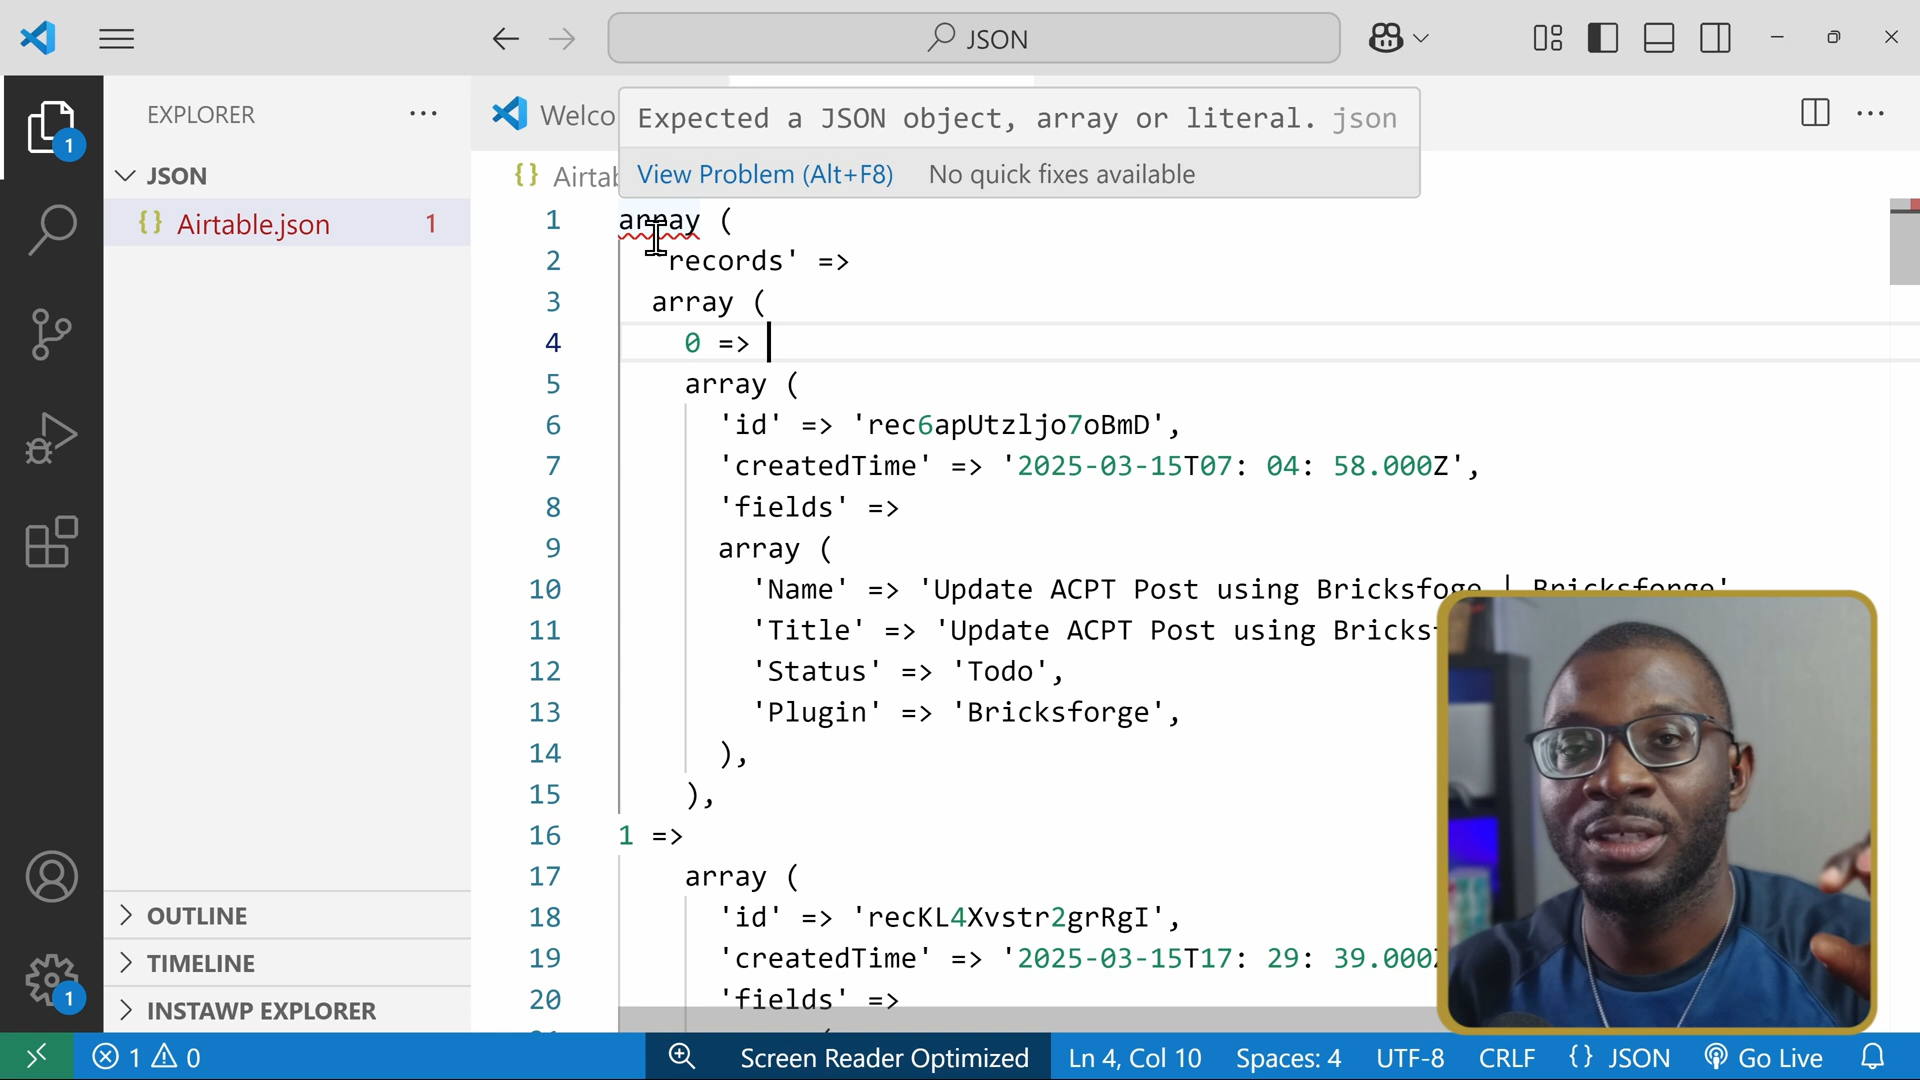 JSON
EXPLORER
JSON
Airtable.json 1
OUTLINE
TIMELINE
INSTAWP EXPLORER
1
1
Welco
Expected a JSON object, array or literal. json
View Problem (Alt+F8) No quick fixes available
Airtab
1 array (
2 'records' =>
3 array (
4 0 =>
5 array (
6 'id' => 'rec6apUtzljo7oBmD',
7 'createdTime' => '2025-03-15T07: 04: 58.000Z',
8 'fields' =>
9 array (
10 'Name' => 'Update ACPT Post using Bricksfoge | Bricksforge'
11 'Title' => 'Update ACPT Post using Bricks
12 'Status' => 'Todo',
13 'Plugin' => 'Bricksforge',
14 ),
15 ),
16 1 =>
17 array (
18 'id' => 'recKL4Xvstr2grRgI',
19 'createdTime' => '2025-03-15T17: 29: 39.000Z
20 'fields' =>
1 0 Screen Reader Optimized Ln 4, Col 10 Spaces: 4 UTF-8 CRLF {} JSON Go Live